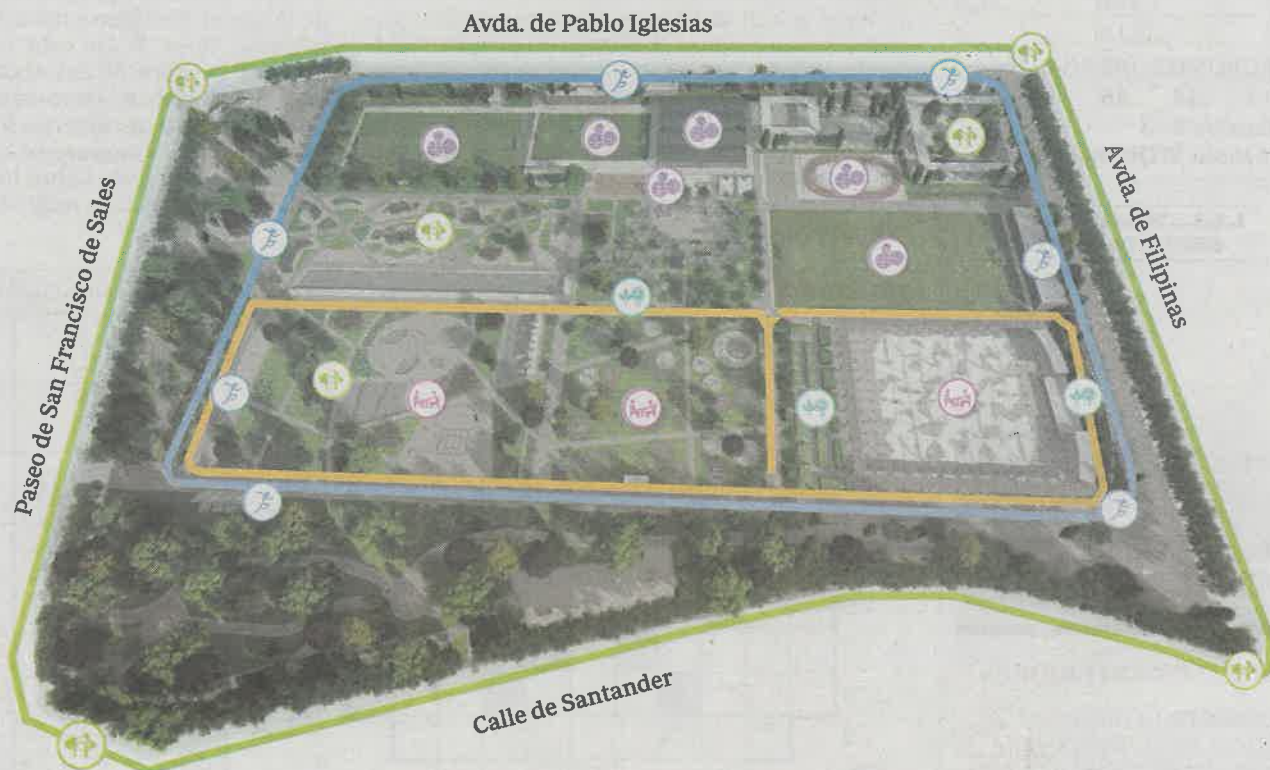 Avda. de Pablo Iglesias
Paseo de San Francisco de Sales
Avda. de Filipinas
Calle de Santander